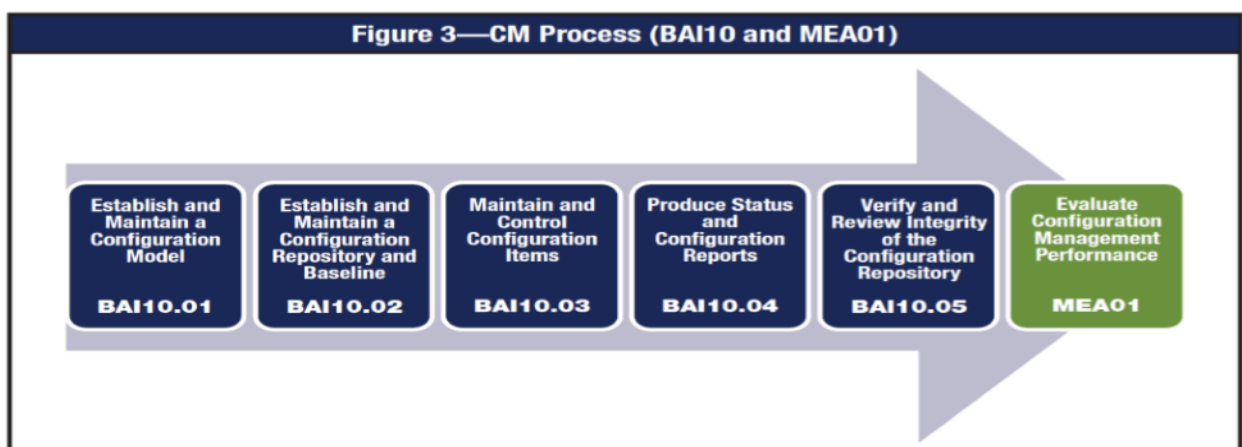 Figure 3—CM Process (BAI10 and MEA01)
Establish and
Maintain a
Configuration
Model
BAI10.01
Establish and
Maintain a
Configuration
Repository and
Baseline
BAI10.02
Maintain and
Control
Configuration
Items
BAI10.03
Produce Status
and
Configuration
Reports
BAI10.04
Verify and
Review Integrity
of the
Configuration
Repository
BAI10.05
Evaluate
Configuration
Management
Performance
MEA01